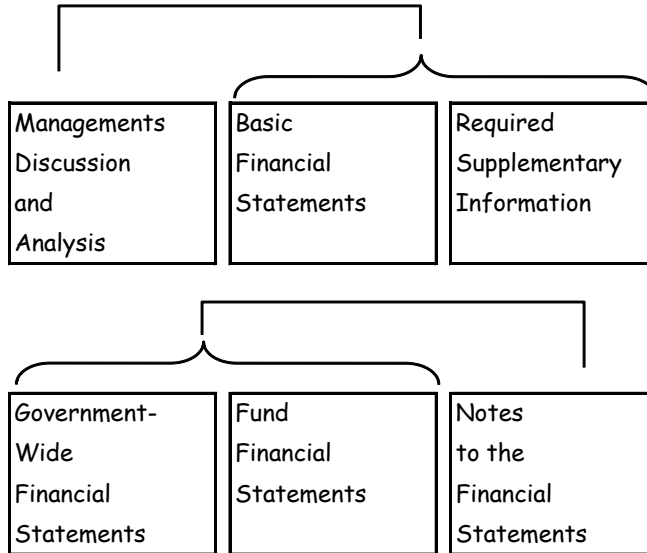 Managements
Discussion
and
Analysis
Basic
Financial
Statements
Required
Supplementary
Information
Government-
Wide
Financial
Statements
Fund
Financial
Statements
Notes
to the
Financial
Statements